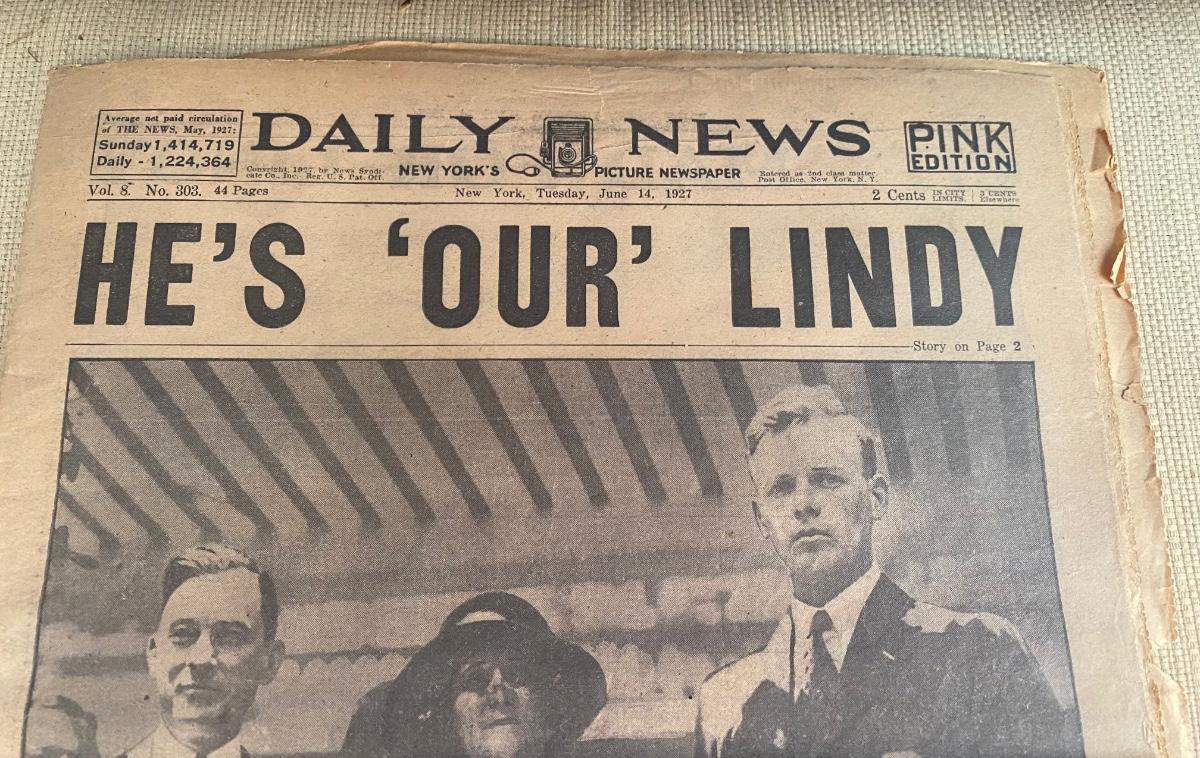 Average net paid circulation
of THE NEWS, May, 1927:
Sunday 1,414,719
Daily - 1,224,364
DAILY NEWS
NEW YORK'S PICTURE NEWSPAPER
Copyright 1927, by News Syndi-
cate Co., Inc. Reg. U. S. Pat. Off.
Entered as 2nd class matter,
Post Office, New York, N. Y.
PINK
EDITION
Vol. 8. No. 303. 44 Pages
New York, Tuesday, June 14, 1927
2 Cents IN CITY LIMITS. | 3 CENTS Elsewhere
HE'S 'OUR' LINDY
Story on Page 2